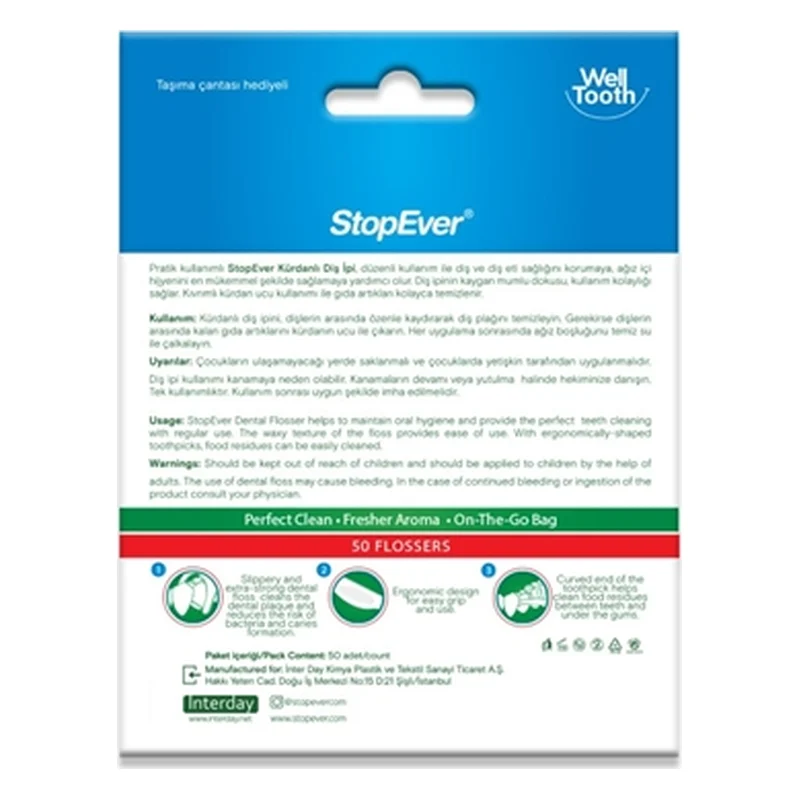 Taşıma çantası hediyeli
Well
Tooth
StopEver®
Pratik kullanımlı StopEver Kürdanlı Diş İpi, düzenli kullanım ile diş ve diş eti sağlığını korumaya, ağız içi
hijyenini en mükemmel şekilde sağlamaya yardımcı olur. Diş ipinin kaygan mumlu dokusu, kullanım kolaylığı
sağlar. Kıvrımlı kürdan ucu kullanımı ile gıda artıkları kolayca temizlenir.
Kullanım: Kürdanlı diş ipini, dişlerin arasında özenle kaydırarak diş plağını temizleyin. Gerekirse dişlerin
arasında kalan gıda artıklarını kürdanın ucu ile çıkarın. Her uygulama sonrasında ağız boşluğunu temiz su
ile çalkalayın.
Uyarılar: Çocukların ulaşamayacağı yerde saklanmalı ve çocuklarda yetişkin tarafından uygulanmalıdır.
Diş ipi kullanımı kanamaya neden olabilir. Kanamaların devamı veya yutulma halinde hekiminize danışın.
Tek kullanımlıktır. Kullanım sonrası uygun şekilde imha edilmelidir.
Usage: StopEver Dental Flosser helps to maintain oral hygiene and provide the perfect teeth cleaning
with regular use. The waxy texture of the floss provides ease of use. With ergonomically-shaped
toothpicks, food residues can be easily cleaned.
Warnings: Should be kept out of reach of children and should be applied to children by the help of
adults. The use of dental floss may cause bleeding. In the case of continued bleeding or ingestion of the
product consult your physician.
Perfect Clean • Fresher Aroma • On-The-Go Bag
50 FLOSSERS
1
Slippery and
extra-strong dental
floss cleans the
dental plaque and
reduces the risk of
bacteria and caries
formation.
2
Ergonomic design
for easy grip
and use.
3
Curved end of the
toothpick helps
clean food residues
between teeth and
under the gums.
Paket içeriği/Pack Content: 50 adet/count
Manufactured for: İnter Day Kimya Plastik ve Tekstil Sanayi Ticaret A.Ş.
Hakkı Yeten Cad. Doğu İş Merkezi No:15 D:21 Şişli/İstanbul
Interday
www.interday.net
@stopevercom
www.stopever.com